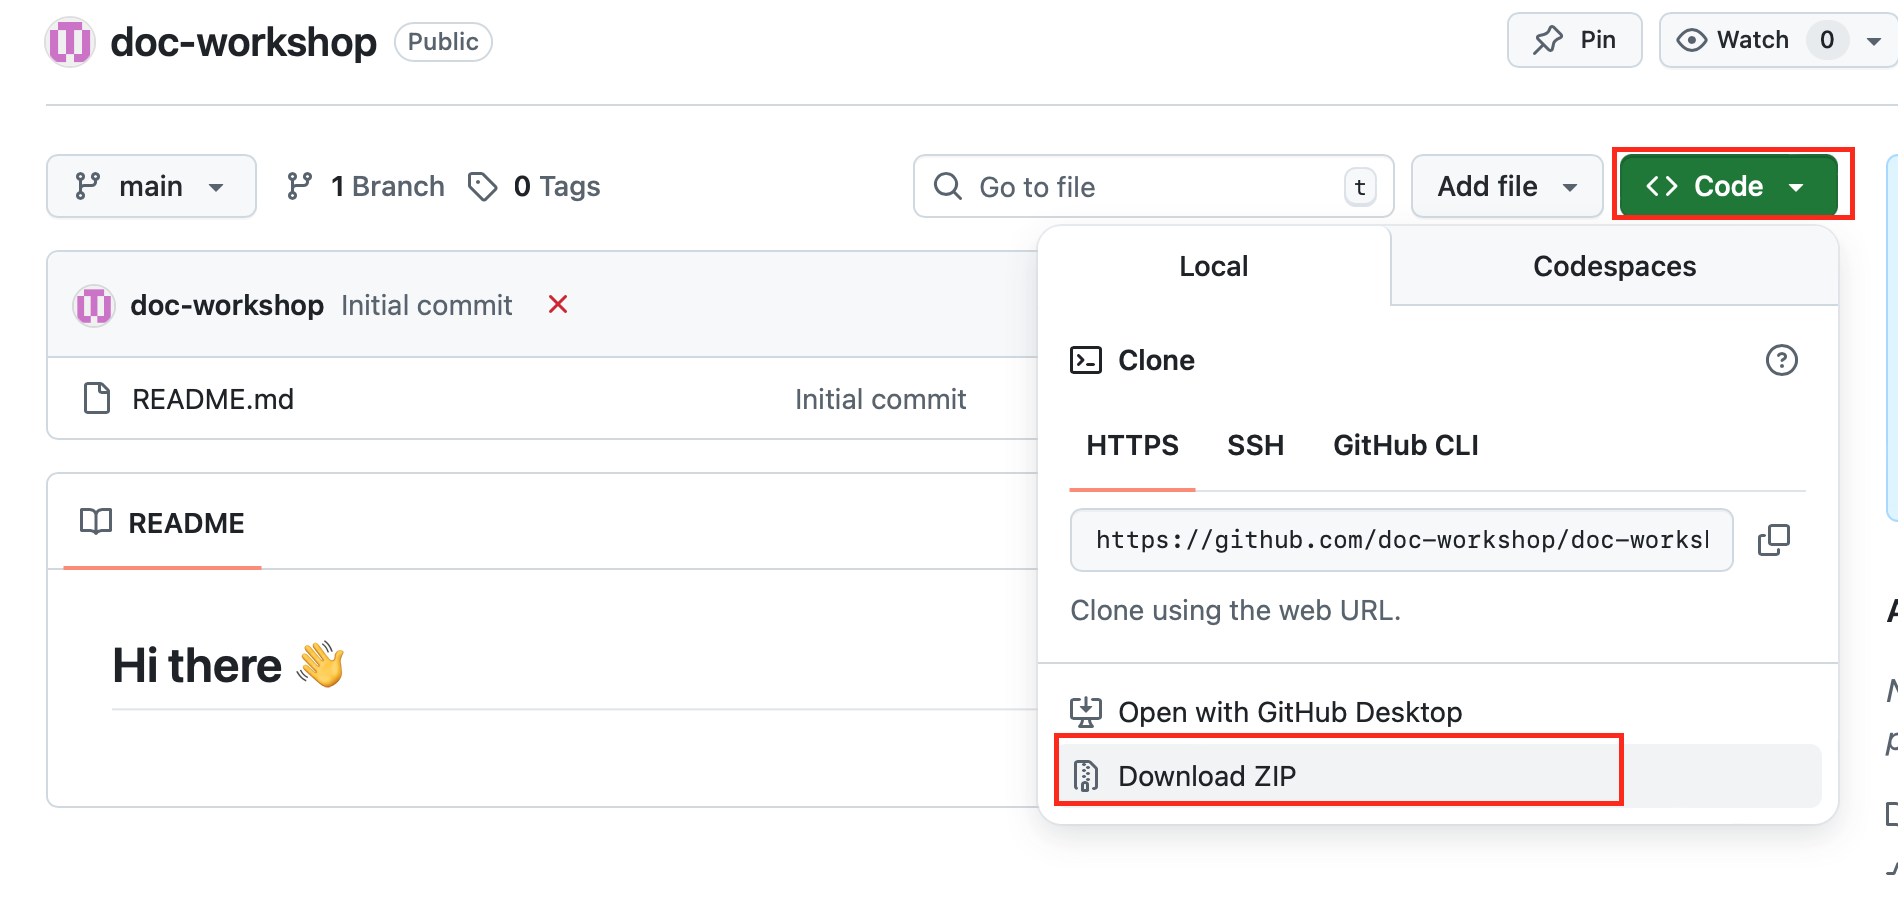 doc-workshop Public Pin Watch 0
main 1 Branch 0 Tags Go to file t Add file Code
Local Codespaces
doc-workshop Initial commit
Clone
README.md Initial commit
HTTPS SSH GitHub CLI
README
https://github.com/doc-workshop/doc-works
Clone using the web URL.
Hi there 👋
Open with GitHub Desktop
Download ZIP